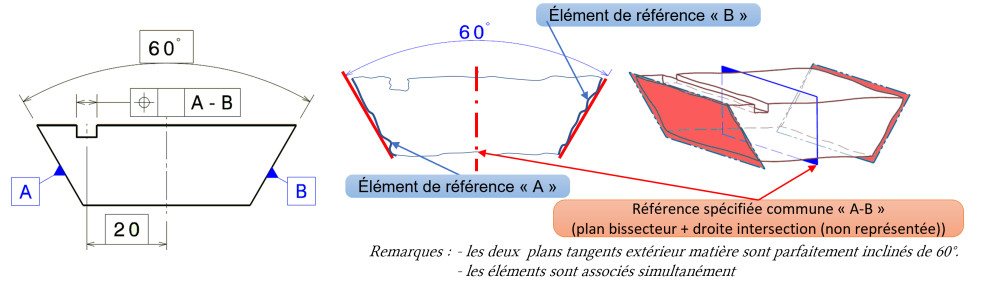 60°
A - B
A
B
20
60°
Élément de référence « B »
Élément de référence « A »
Référence spécifiée commune « A-B »
(plan bissecteur + droite intersection (non représentée))
Remarques : - les deux plans tangents extérieur matière sont parfaitement inclinés de 60°.
- les éléments sont associés simultanément